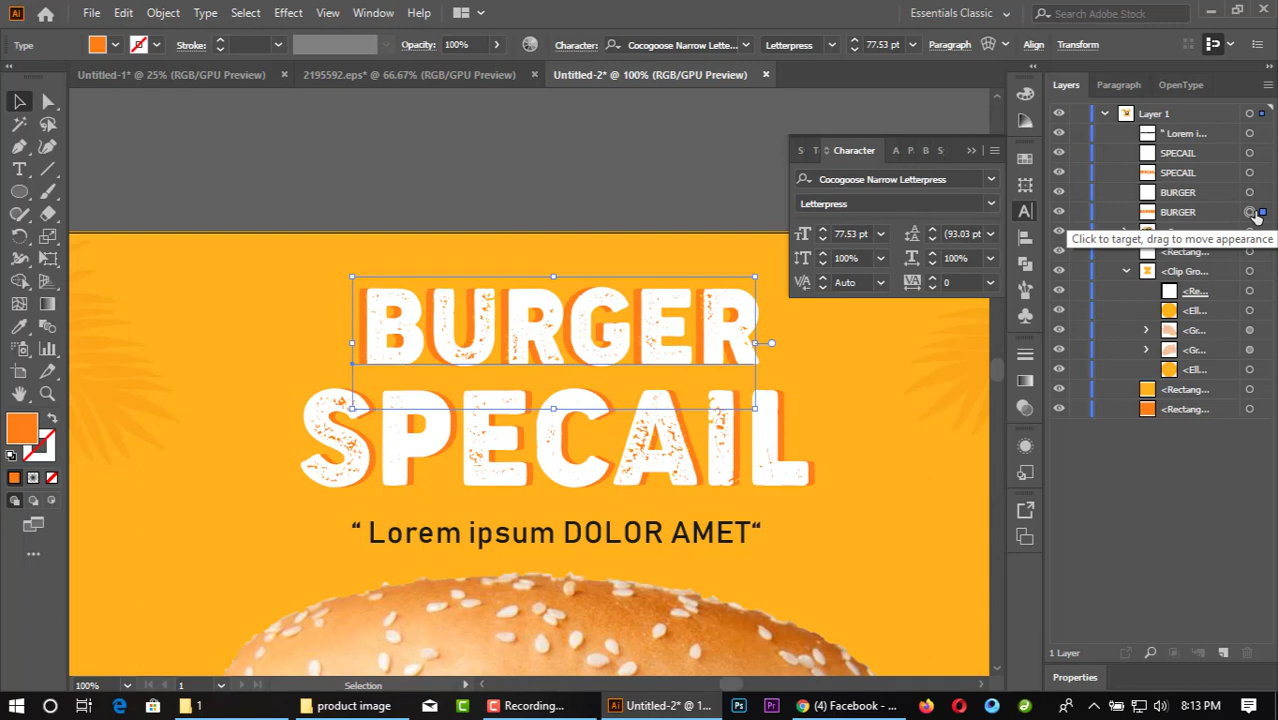 File Edit Object Type Select Effect View Window Help
Essentials Classic
Search Adobe Stock
Type
Stroke:
Opacity: 100%
Character: Cocogoose Narrow Lette...
Letterpress
77.53 pt
Paragraph
Align
Transform
Untitled-1* @ 25% (RGB/GPU Preview)
2195592.eps* @ 66.67% (RGB/GPU Preview)
Untitled-2* @ 100% (RGB/GPU Preview)
Layers
Paragraph
OpenType
Layer 1
" Lorem i...
SPECAIL
SPECAIL
BURGER
BURGER
Click to target, drag to move appearance
<Rectang...
<Clip Gro...
<Re...
<Ell...
<Gr...
<Gr...
<Ell...
<Rectang...
<Rectang...
S T Character A P B S
Cocogoose Narrow Letterpress
Letterpress
77.53 pt
(93.03 pt
100%
100%
Auto
0
BURGER
SPECAIL
“ Lorem ipsum DOLOR AMET“
1 Layer
Properties
100%
1
Selection
1
product image
Recording...
Untitled-2* @ 1...
(4) Facebook - ...
8:13 PM